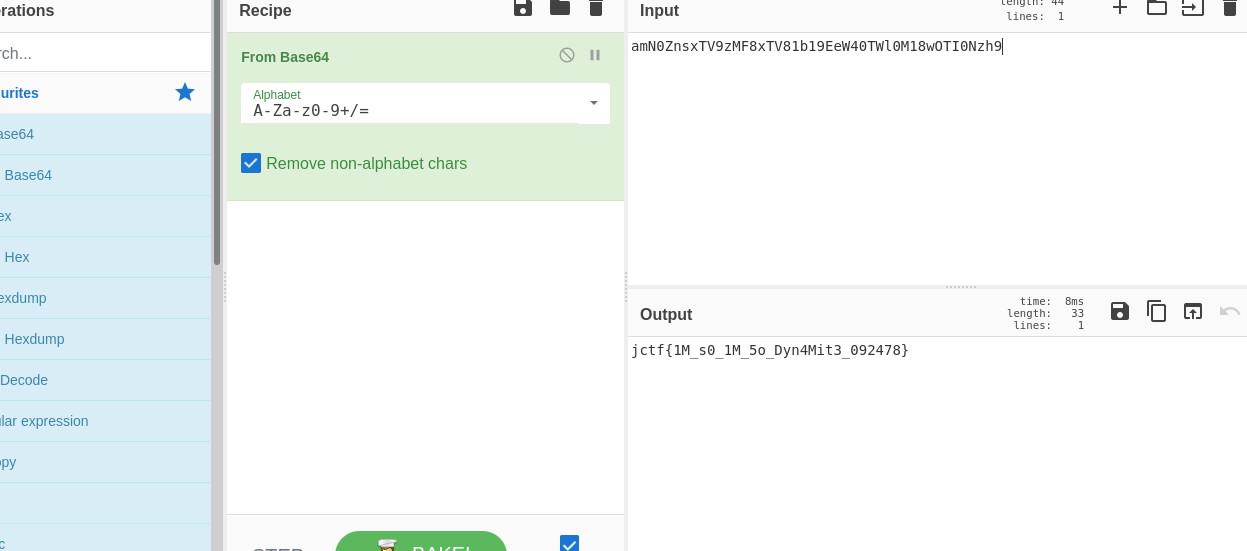 erations
rch...
urites
ase64
Base64
ex
Hex
exdump
Hexdump
Decode
ular expression
opy
c
Recipe
From Base64
Alphabet
A-Za-z0-9+/=
Remove non-alphabet chars
STEP
BAKE!
Input
length: 44
lines: 1
amN0ZnsxTV9zMF8xTV81b19EeW40TWl0M18wOTI0Nzh9
Output
time: 8ms
length: 33
lines: 1
jctf{1M_s0_1M_5o_Dyn4Mit3_092478}